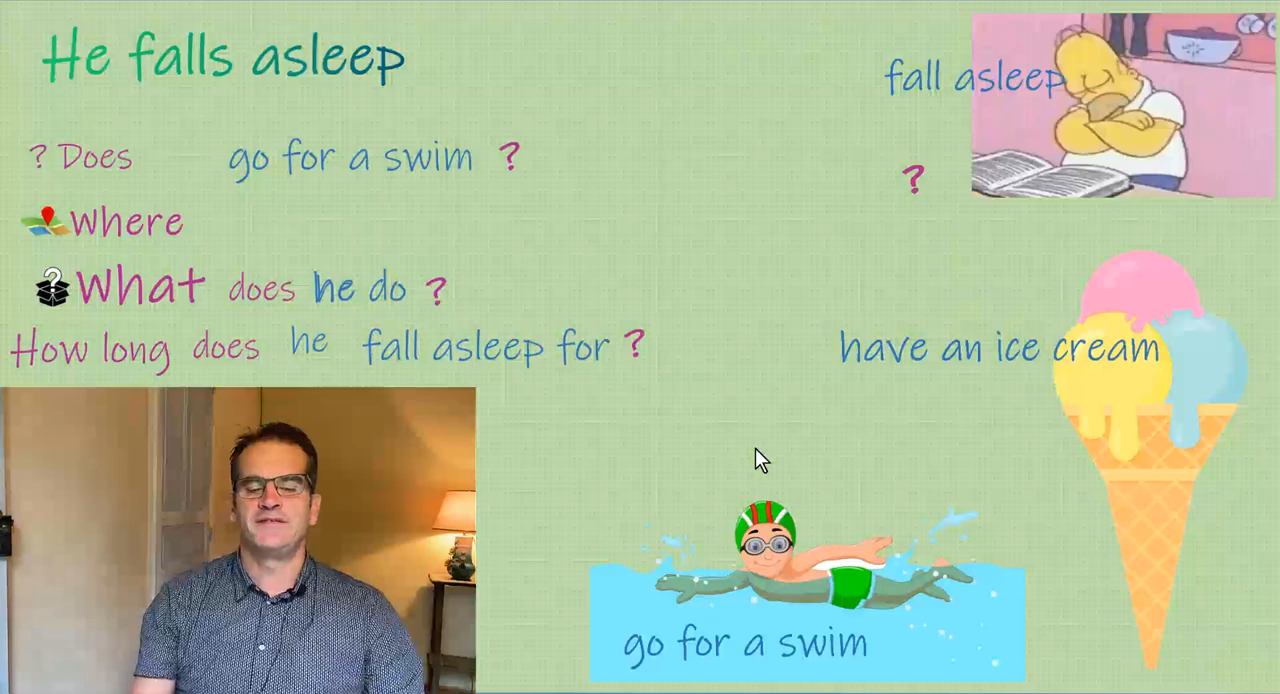 He falls asleep
fall asleep
? Does go for a swim ?
?
Where
What does he do ?
How long does he fall asleep for ?
have an ice cream
go for a swim